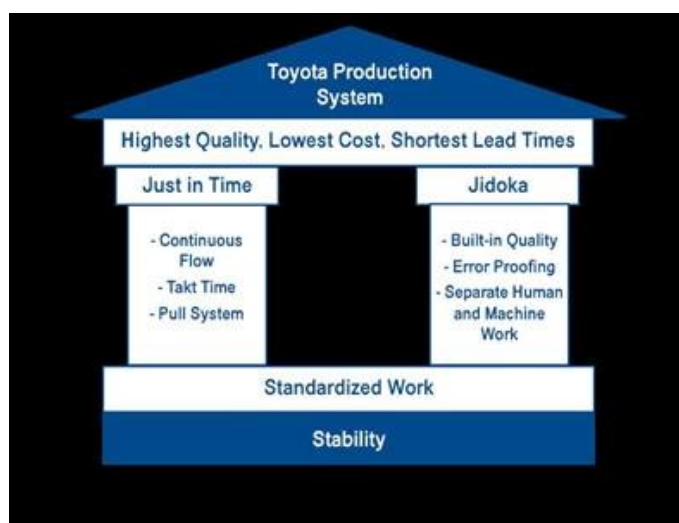 Toyota Production
System
Highest Quality, Lowest Cost, Shortest Lead Times
Just in Time
- Continuous
Flow
- Takt Time
- Pull System
Jidoka
- Built-in Quality
- Error Proofing
- Separate Human
and Machine
Work
Standardized Work
Stability